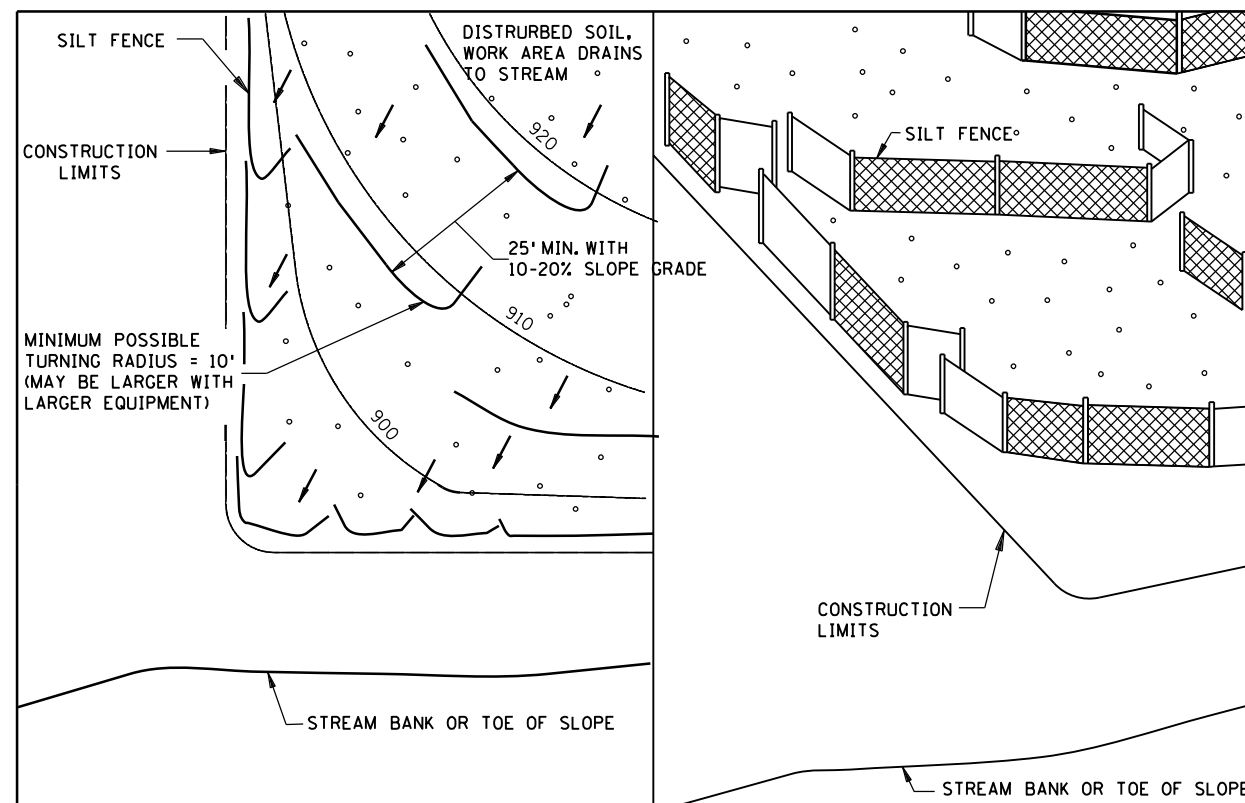 SILT FENCE
DISTRURBED SOIL,
WORK AREA DRAINS
TO STREAM
920
CONSTRUCTION
LIMITS
25' MIN. WITH
10-20% SLOPE GRADE
910
MINIMUM POSSIBLE
TURNING RADIUS = 10'
(MAY BE LARGER WITH
LARGER EQUIPMENT)
900
STREAM BANK OR TOE OF SLOPE
SILT FENCE
CONSTRUCTION
LIMITS
STREAM BANK OR TOE OF SLOPE